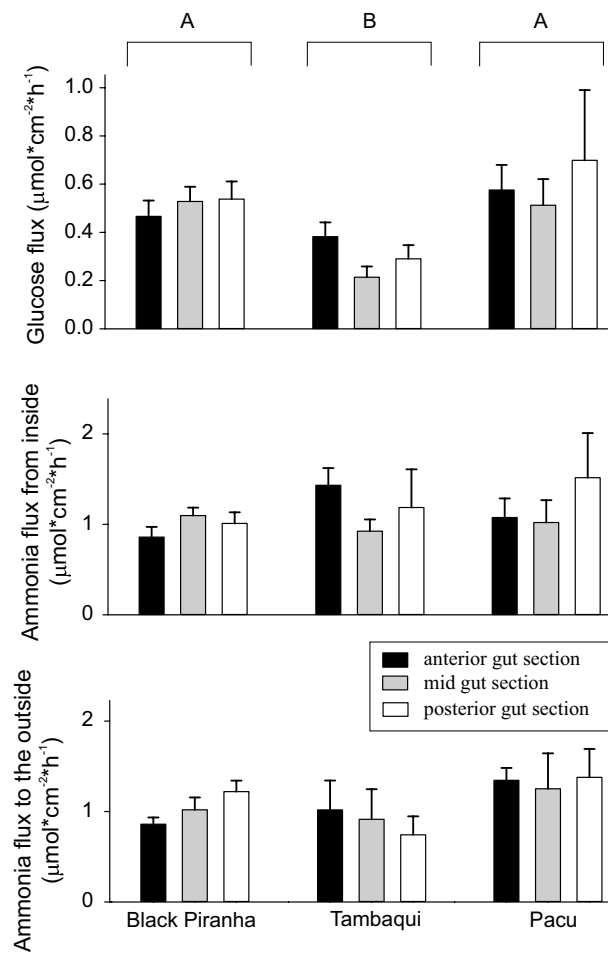 A B A
Glucose flux (μmol*cm⁻²*h⁻¹)
1.0
0.8
0.6
0.4
0.2
0.0
Ammonia flux from inside
(μmol*cm⁻²*h⁻¹)
2
1
0
anterior gut section
mid gut section
posterior gut section
Ammonia flux to the outside
(μmol*cm⁻²*h⁻¹)
2
1
0
Black Piranha Tambaqui Pacu